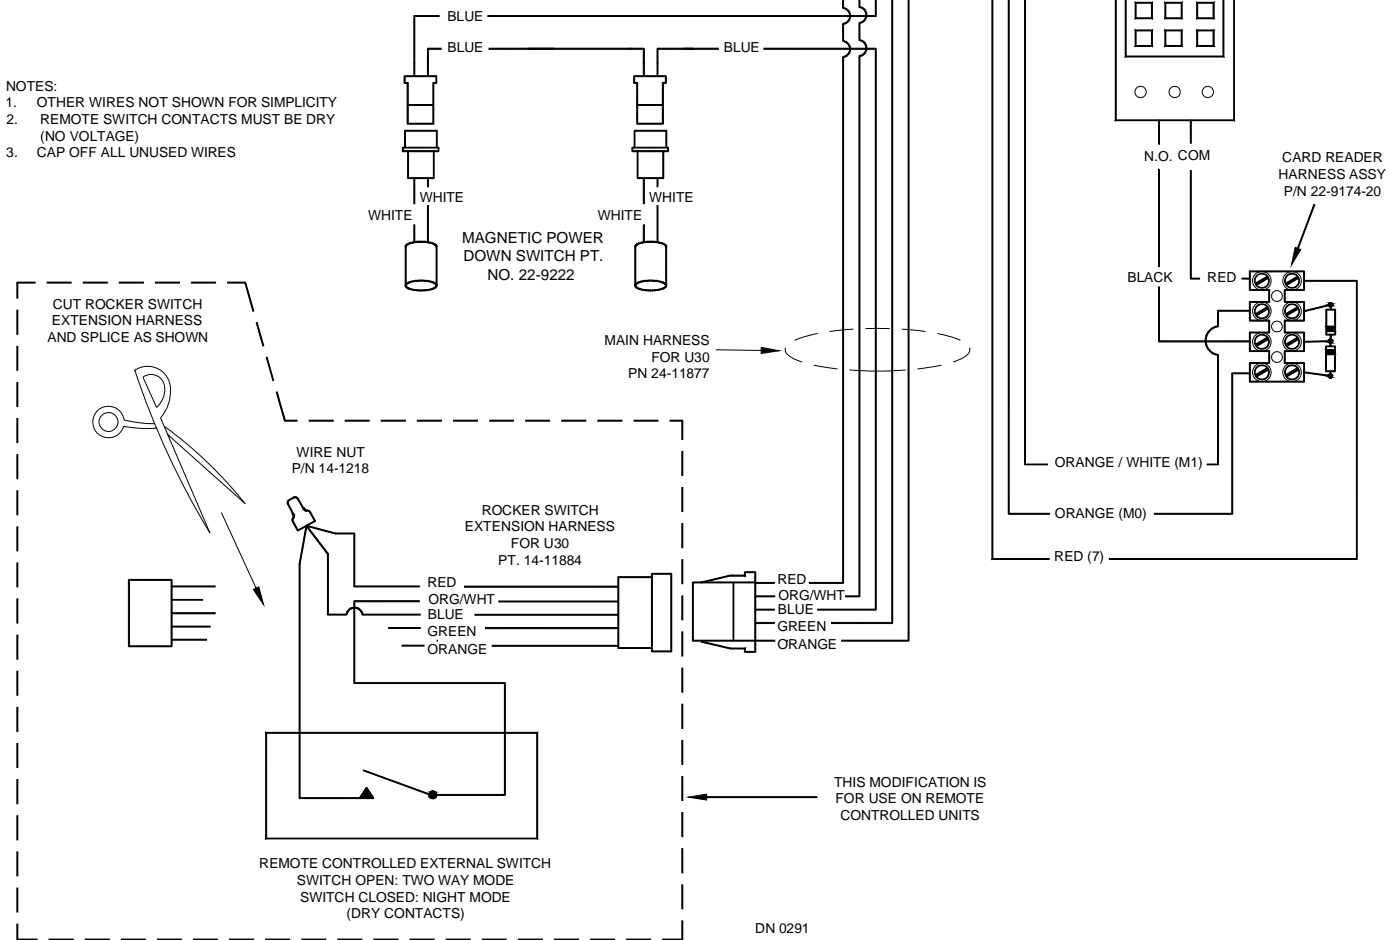 BLUE
BLUE
BLUE
NOTES:
1. OTHER WIRES NOT SHOWN FOR SIMPLICITY
2. REMOTE SWITCH CONTACTS MUST BE DRY
(NO VOLTAGE)
3. CAP OFF ALL UNUSED WIRES
N.O. COM
CARD READER
HARNESS ASSY
P/N 22-9174-20
WHITE
WHITE
WHITE
WHITE
MAGNETIC POWER
DOWN SWITCH PT.
NO. 22-9222
BLACK
RED
CUT ROCKER SWITCH
EXTENSION HARNESS
AND SPLICE AS SHOWN
MAIN HARNESS
FOR U30
PN 24-11877
WIRE NUT
P/N 14-1218
ORANGE / WHITE (M1)
ORANGE (M0)
RED (7)
ROCKER SWITCH
EXTENSION HARNESS
FOR U30
PT. 14-11884
RED
ORG/WHT
BLUE
GREEN
ORANGE
RED
ORG/WHT
BLUE
GREEN
ORANGE
THIS MODIFICATION IS
FOR USE ON REMOTE
CONTROLLED UNITS
REMOTE CONTROLLED EXTERNAL SWITCH
SWITCH OPEN: TWO WAY MODE
SWITCH CLOSED: NIGHT MODE
(DRY CONTACTS)
DN 0291